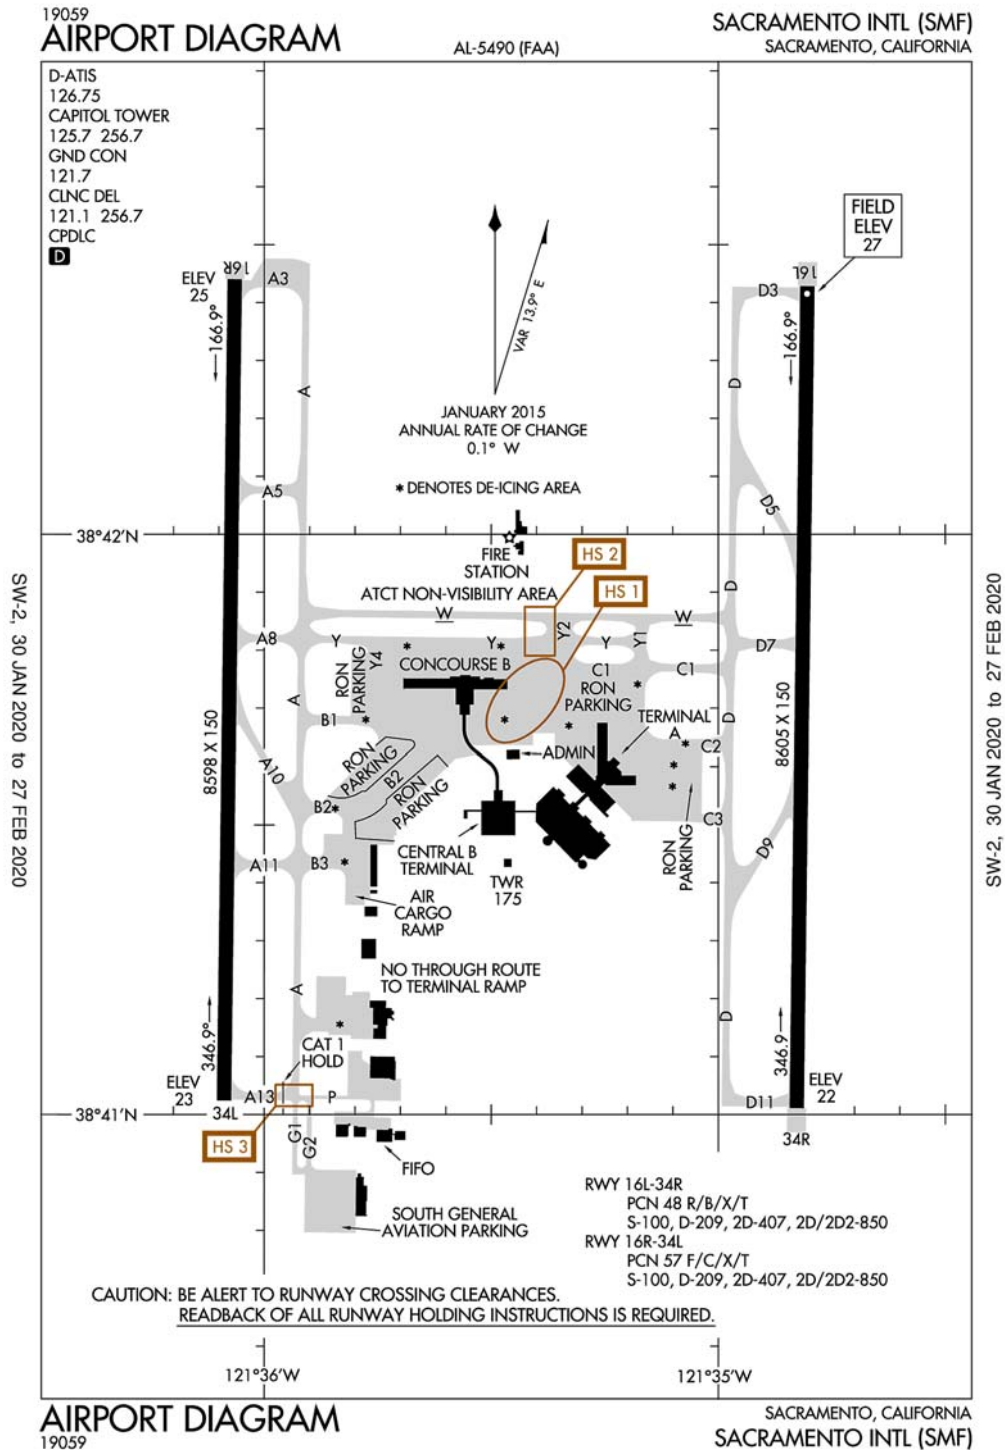 19059
AIRPORT DIAGRAM
AL-5490 (FAA)
SACRAMENTO INTL (SMF)
SACRAMENTO, CALIFORNIA
D-ATIS
126.75
CAPITOL TOWER
125.7 256.7
GND CON
121.7
CLNC DEL
121.1 256.7
CPDLC
D
FIELD
ELEV
27
VAR 13.9° E
JANUARY 2015
ANNUAL RATE OF CHANGE
0.1° W
* DENOTES DE-ICING AREA
ELEV
25
16R
A3
166.9°
A
A5
16L
D3
166.9°
D
D5
38°42'N
FIRE
STATION
HS 2
HS 1
ATCT NON-VISIBILITY AREA
W
W
D
A8
Y
Y
Y2
Y
Y1
D7
Y4
RON
PARKING
CONCOURSE B
C1
C1
RON
PARKING
A
B1
TERMINAL
A
C2
D
8598 X 150
8605 X 150
A10
RON
PARKING
B2
RON
PARKING
ADMIN
B2
C3
D9
A11
B3
CENTRAL B
TERMINAL
TWR
175
RON
PARKING
AIR
CARGO
RAMP
NO THROUGH ROUTE
TO TERMINAL RAMP
A
D
346.9°
346.9
CAT 1
HOLD
ELEV
23
A13
P
34L
D11
ELEV
22
34R
38°41'N
HS 3
G1
G2
FIFO
SOUTH GENERAL
AVIATION PARKING
RWY 16L-34R
PCN 48 R/B/X/T
S-100, D-209, 2D-407, 2D/2D2-850
RWY 16R-34L
PCN 57 F/C/X/T
S-100, D-209, 2D-407, 2D/2D2-850
CAUTION: BE ALERT TO RUNWAY CROSSING CLEARANCES.
READBACK OF ALL RUNWAY HOLDING INSTRUCTIONS IS REQUIRED.
121°36'W
121°35'W
SW-2, 30 JAN 2020 to 27 FEB 2020
SW-2, 30 JAN 2020 to 27 FEB 2020
AIRPORT DIAGRAM
19059
SACRAMENTO, CALIFORNIA
SACRAMENTO INTL (SMF)